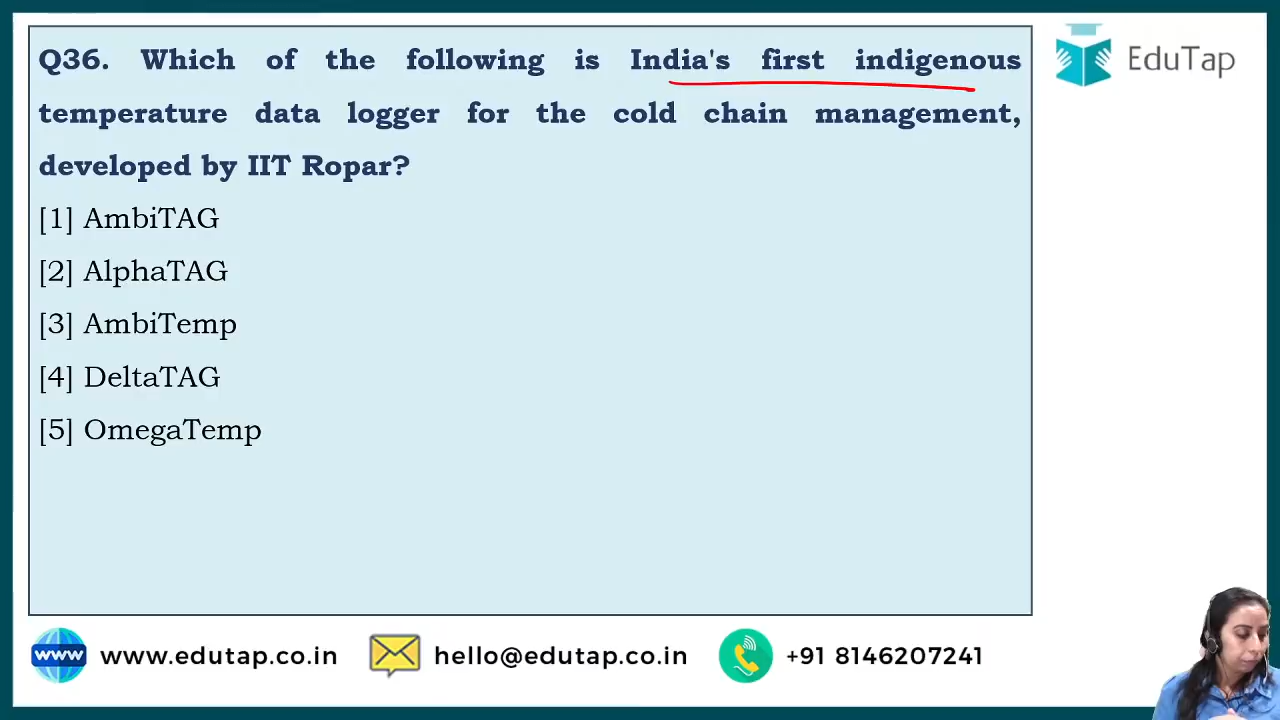 Q36. Which of the following is India's first indigenous
temperature data logger for the cold chain management,
developed by IIT Ropar?
[1] AmbiTAG
[2] AlphaTAG
[3] AmbiTemp
[4] DeltaTAG
[5] OmegaTemp
EduTap
www www.edutap.co.in hello@edutap.co.in +91 8146207241